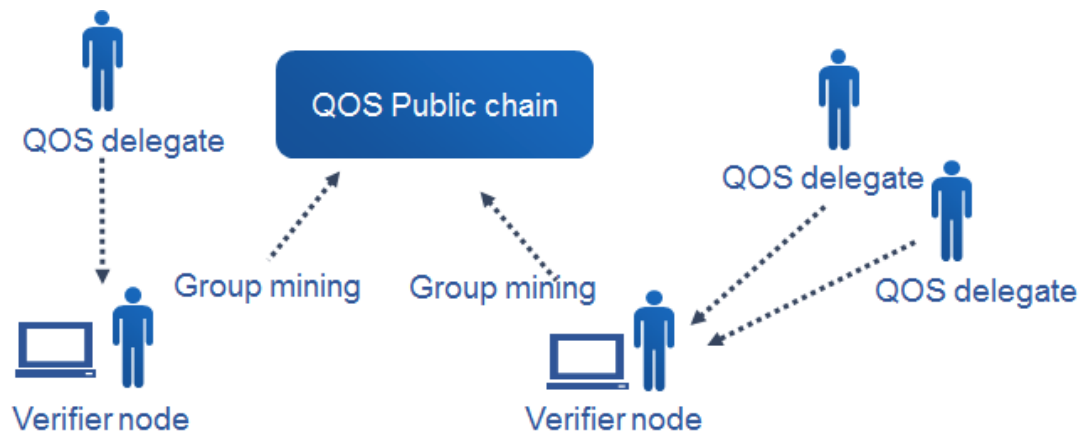 QOS delegate
QOS Public chain
QOS delegate
QOS delegate
Group mining
Group mining
Verifier node
Verifier node